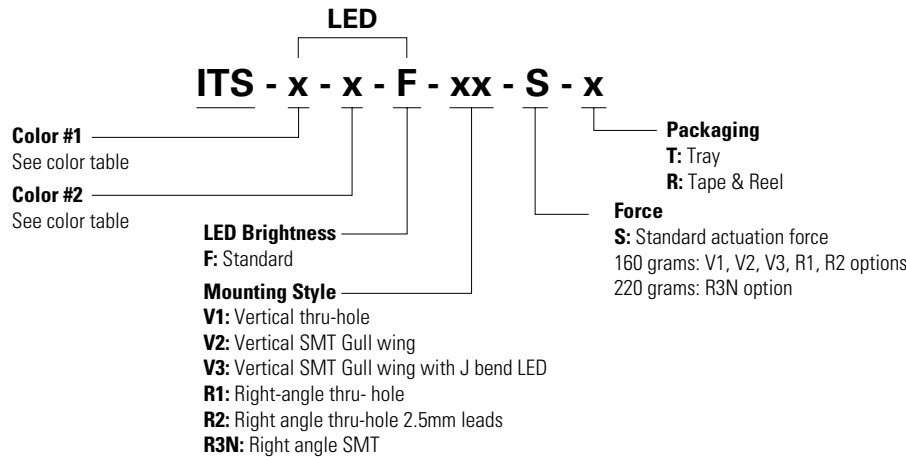 LED
ITS - x - x - F - xx - S - x
Color #1
See color table
Color #2
See color table
LED Brightness
F: Standard
Mounting Style
V1: Vertical thru-hole
V2: Vertical SMT Gull wing
V3: Vertical SMT Gull wing with J bend LED
R1: Right-angle thru- hole
R2: Right angle thru-hole 2.5mm leads
R3N: Right angle SMT
Packaging
T: Tray
R: Tape & Reel
Force
S: Standard actuation force
160 grams: V1, V2, V3, R1, R2 options
220 grams: R3N option